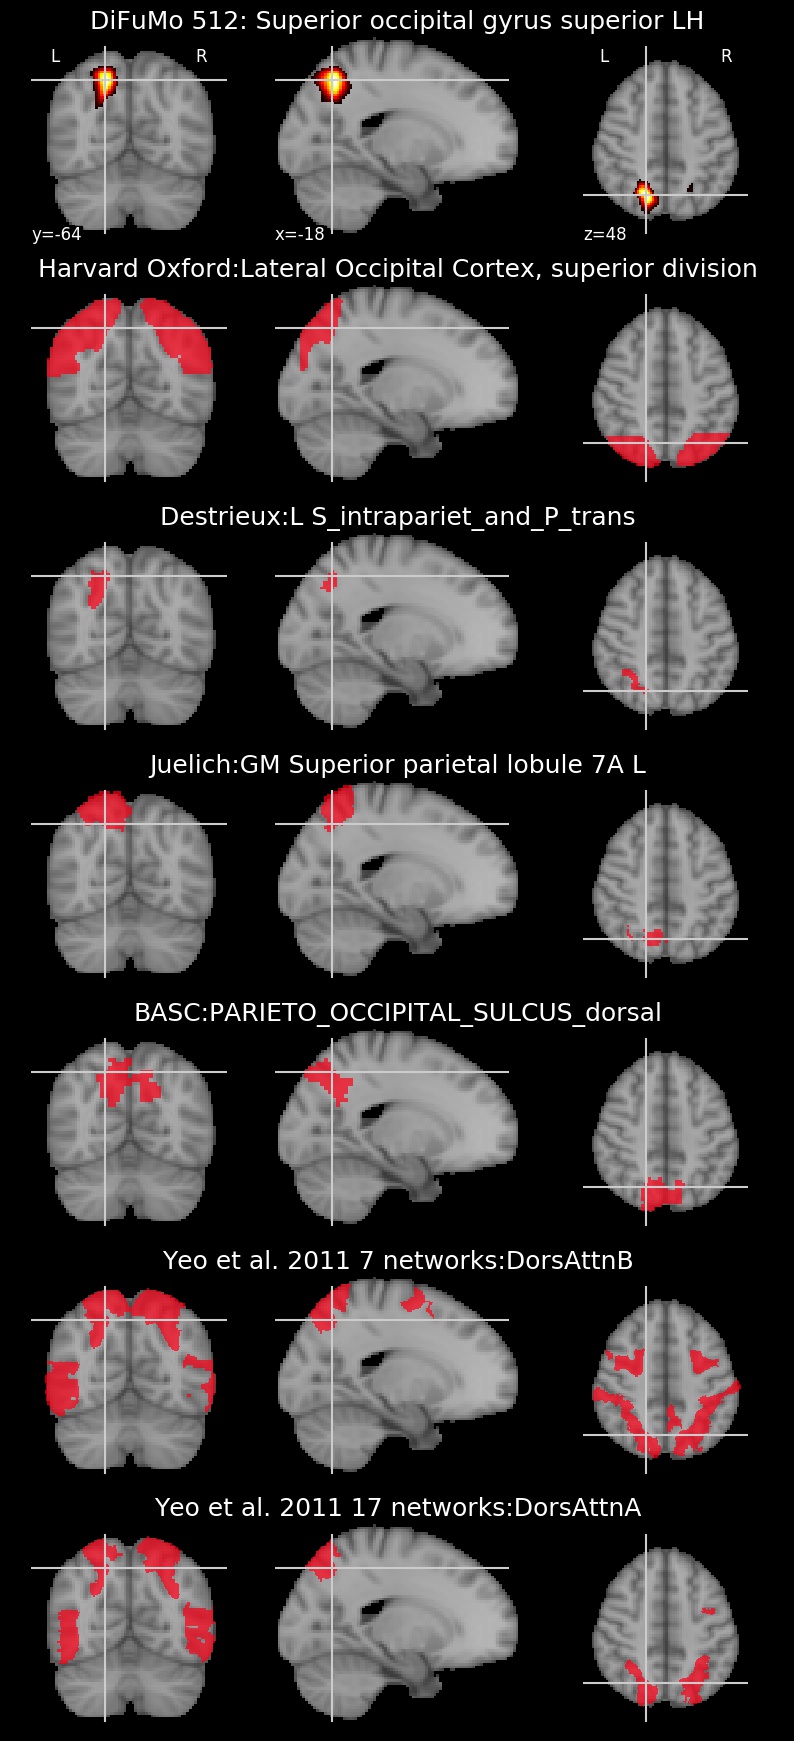 DiFuMo 512: Superior occipital gyrus superior LH
L R L R
y=-64 x=-18 z=48
Harvard Oxford:Lateral Occipital Cortex, superior division
Destrieux:L S_intrapariet_and_P_trans
Juelich:GM Superior parietal lobule 7A L
BASC:PARIETO_OCCIPITAL_SULCUS_dorsal
Yeo et al. 2011 7 networks:DorsAttnB
Yeo et al. 2011 17 networks:DorsAttnA